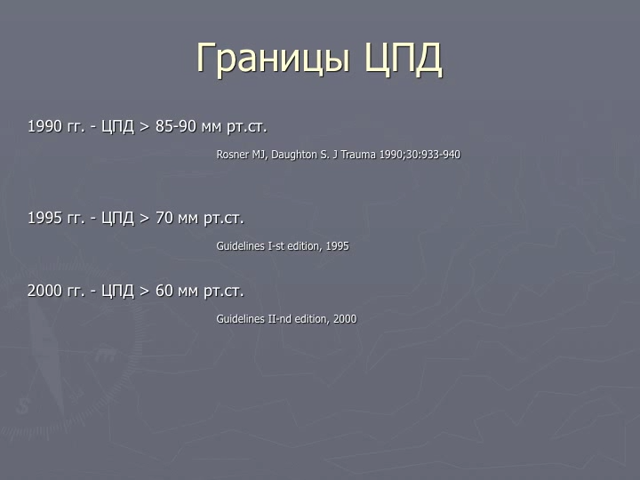 Границы ЦПД
1990 гг. - ЦПД > 85-90 мм рт.ст.
Rosner MJ, Daughton S. J Trauma 1990;30:933-940
1995 гг. - ЦПД > 70 мм рт.ст.
Guidelines I-st edition, 1995
2000 гг. - ЦПД > 60 мм рт.ст.
Guidelines II-nd edition, 2000
m
S